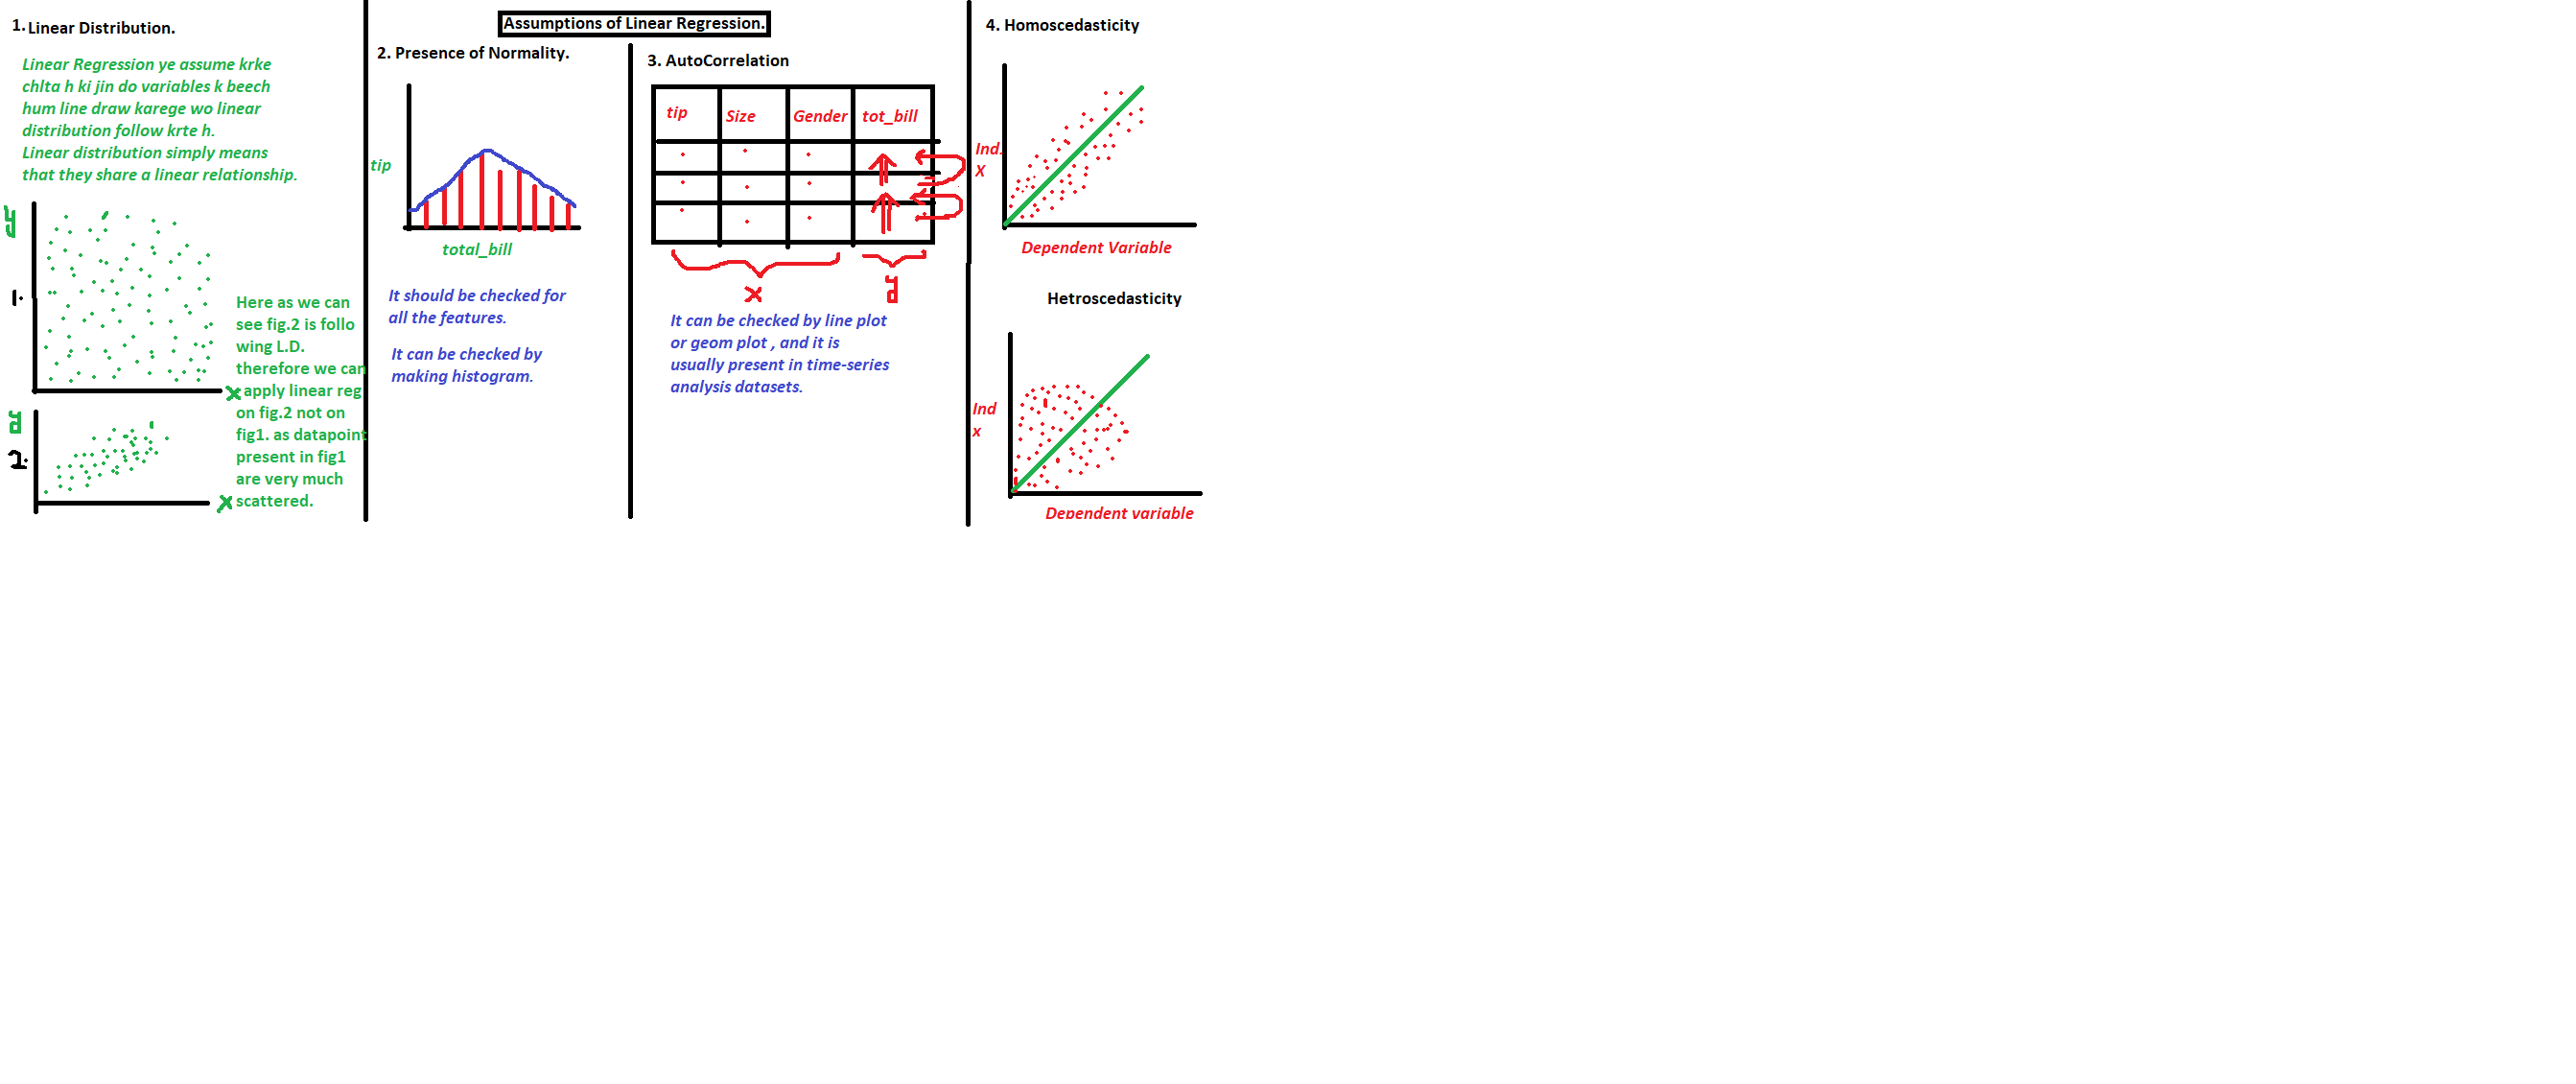 Assumptions of Linear Regression.
1. Linear Distribution.
Linear Regression ye assume krke
chlta h ki jin do variables k beech
hum line draw karege wo linear
distribution follow krte h.
Linear distribution simply means
that they share a linear relationship.
y
1.
x
y
2.
x
Here as we can
see fig.2 is follo
wing L.D.
therefore we can
apply linear reg
on fig.2 not on
fig1. as datapoint
present in fig1
are very much
scattered.
2. Presence of Normality.
tip
total_bill
It should be checked for
all the features.
It can be checked by
making histogram.
3. AutoCorrelation
tip Size Gender tot_bill
x y
It can be checked by line plot
or geom plot , and it is
usually present in time-series
analysis datasets.
4. Homoscedasticity
Ind.
X
Dependent Variable
Hetroscedasticity
Ind
x
Dependent variable